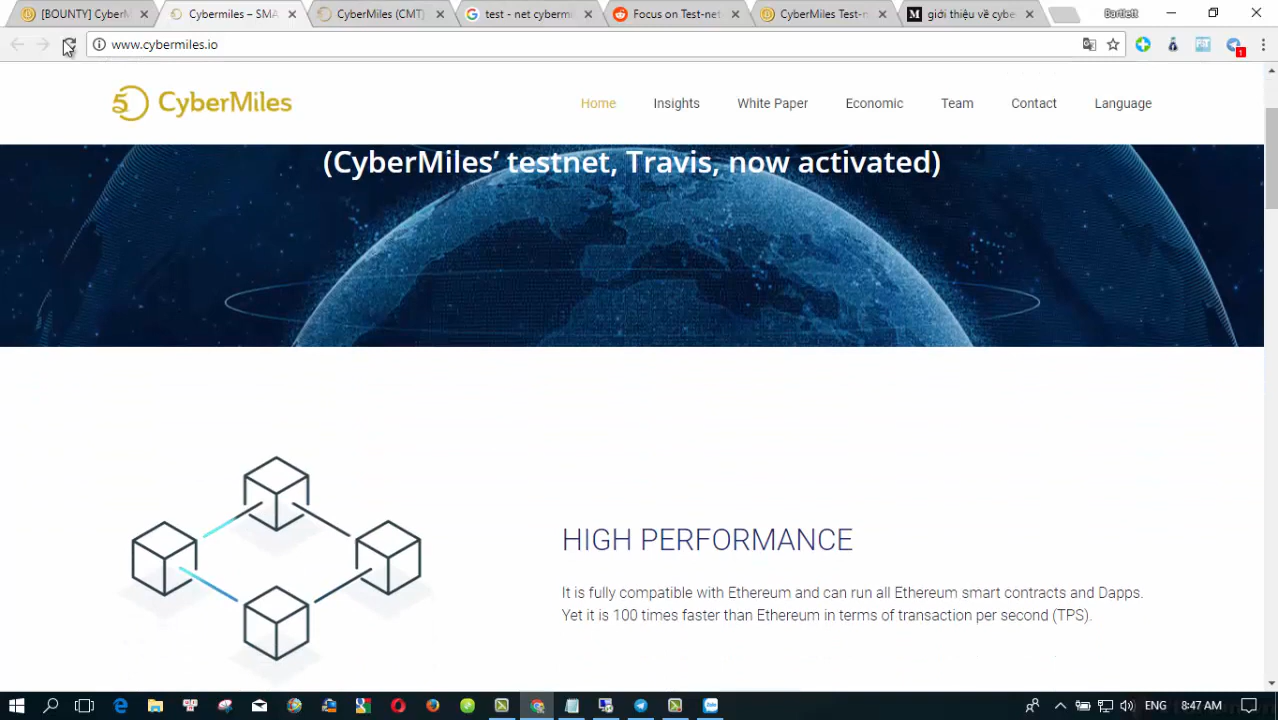 [BOUNTY] CyberM
Cybermiles – SMA
CyberMiles (CMT)
test - net cybermi
Focus on Test-net
CyberMiles Test-n
giới thiệu về cybe
Bartlett
www.cybermiles.io
1
CyberMiles
Home
Insights
White Paper
Economic
Team
Contact
Language
(CyberMiles’ testnet, Travis, now activated)
HIGH PERFORMANCE
It is fully compatible with Ethereum and can run all Ethereum smart contracts and Dapps.
Yet it is 100 times faster than Ethereum in terms of transaction per second (TPS).
ENG
8:47 AM